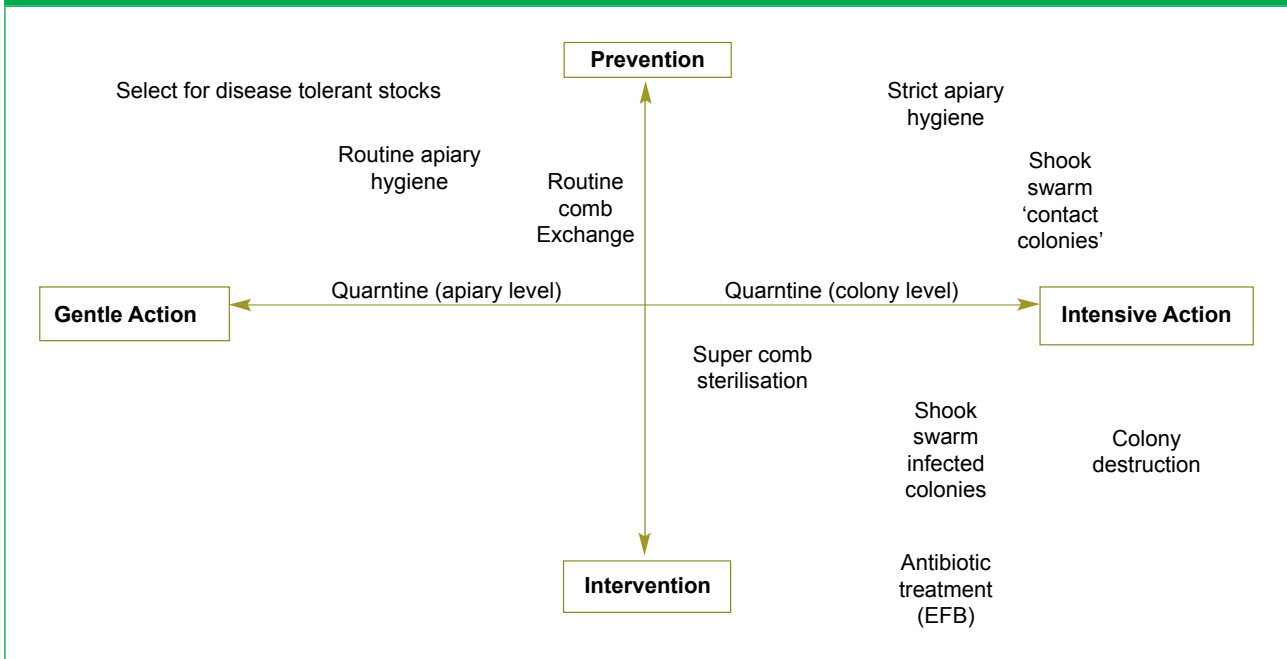 Prevention
Select for disease tolerant stocks
Strict apiary
hygiene
Routine apiary
hygiene
Routine
comb
Exchange
Shook
swarm
‘contact
colonies’
Quarntine (apiary level)
Quarntine (colony level)
Gentle Action
Intensive Action
Super comb
sterilisation
Shook
swarm
infected
colonies
Colony
destruction
Intervention
Antibiotic
treatment
(EFB)